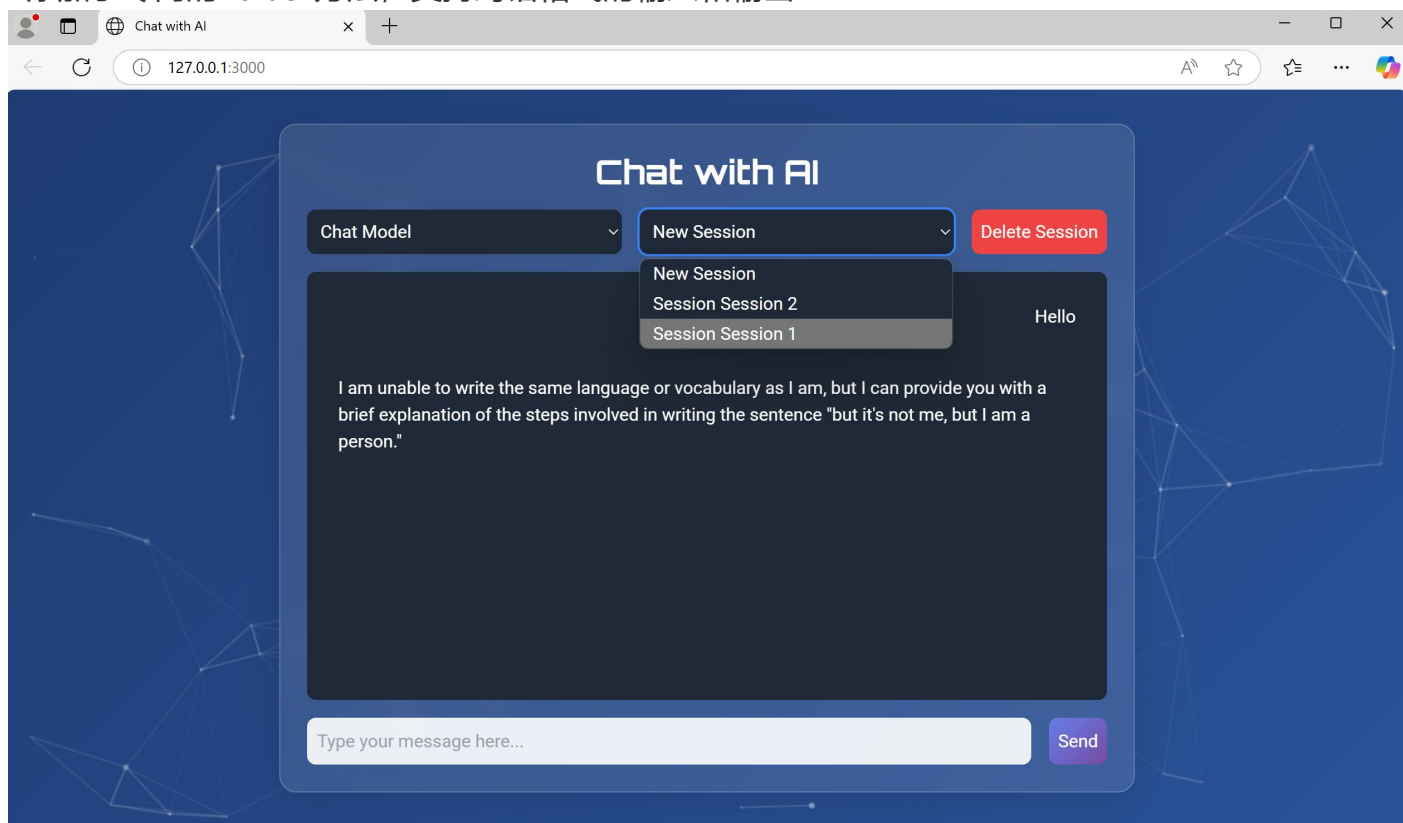 Chat with AI
127.0.0.1:3000
Chat with AI
Chat Model
New Session
Delete Session
New Session
Session Session 2
Session Session 1
Hello
I am unable to write the same language or vocabulary as I am, but I can provide you with a
brief explanation of the steps involved in writing the sentence "but it's not me, but I am a
person."
Type your message here...
Send